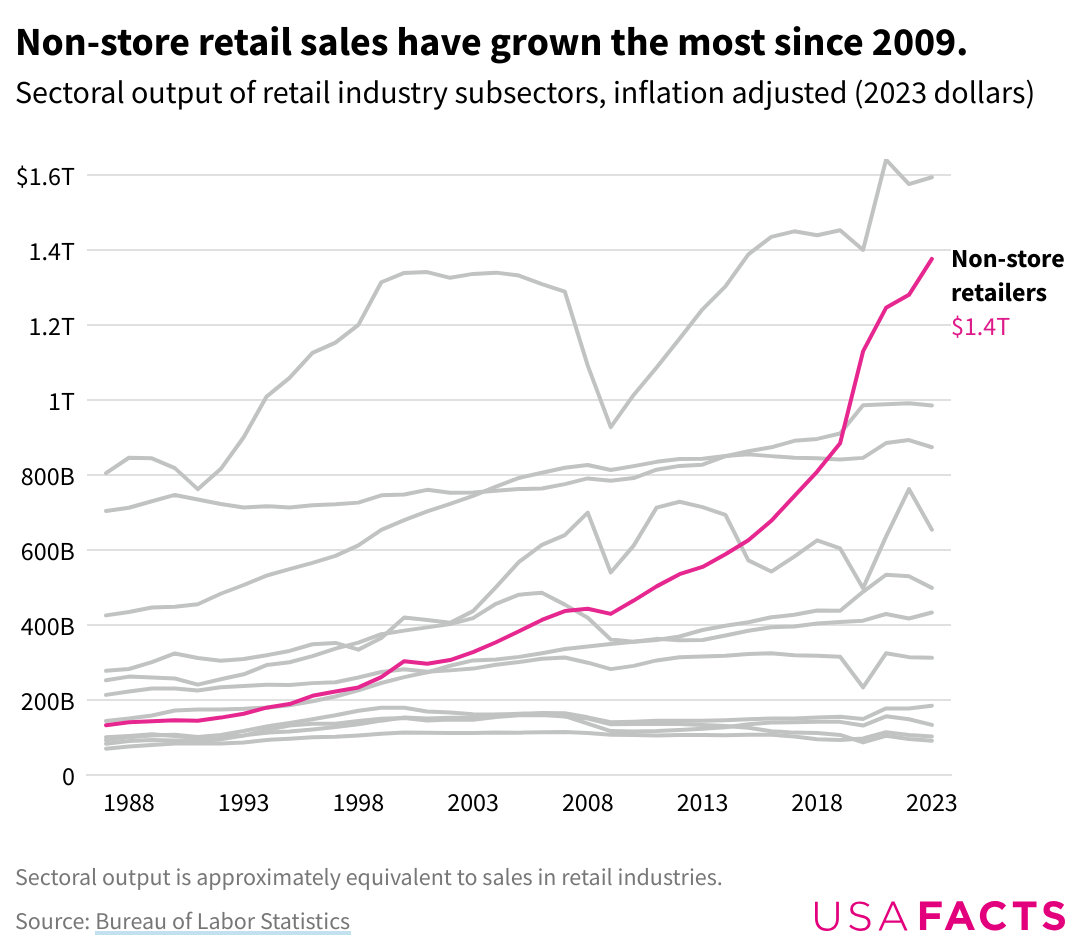 Non-store retail sales have grown the most since 2009.
Sectoral output of retail industry subsectors, inflation adjusted (2023 dollars)
$1.6T
1.4T
Non-store
retailers
$1.4T
1.2T
1T
800B
600B
400B
200B
0
1988 1993 1998 2003 2008 2013 2018 2023
Sectoral output is approximately equivalent to sales in retail industries.
Source: Bureau of Labor Statistics
USAFACTS